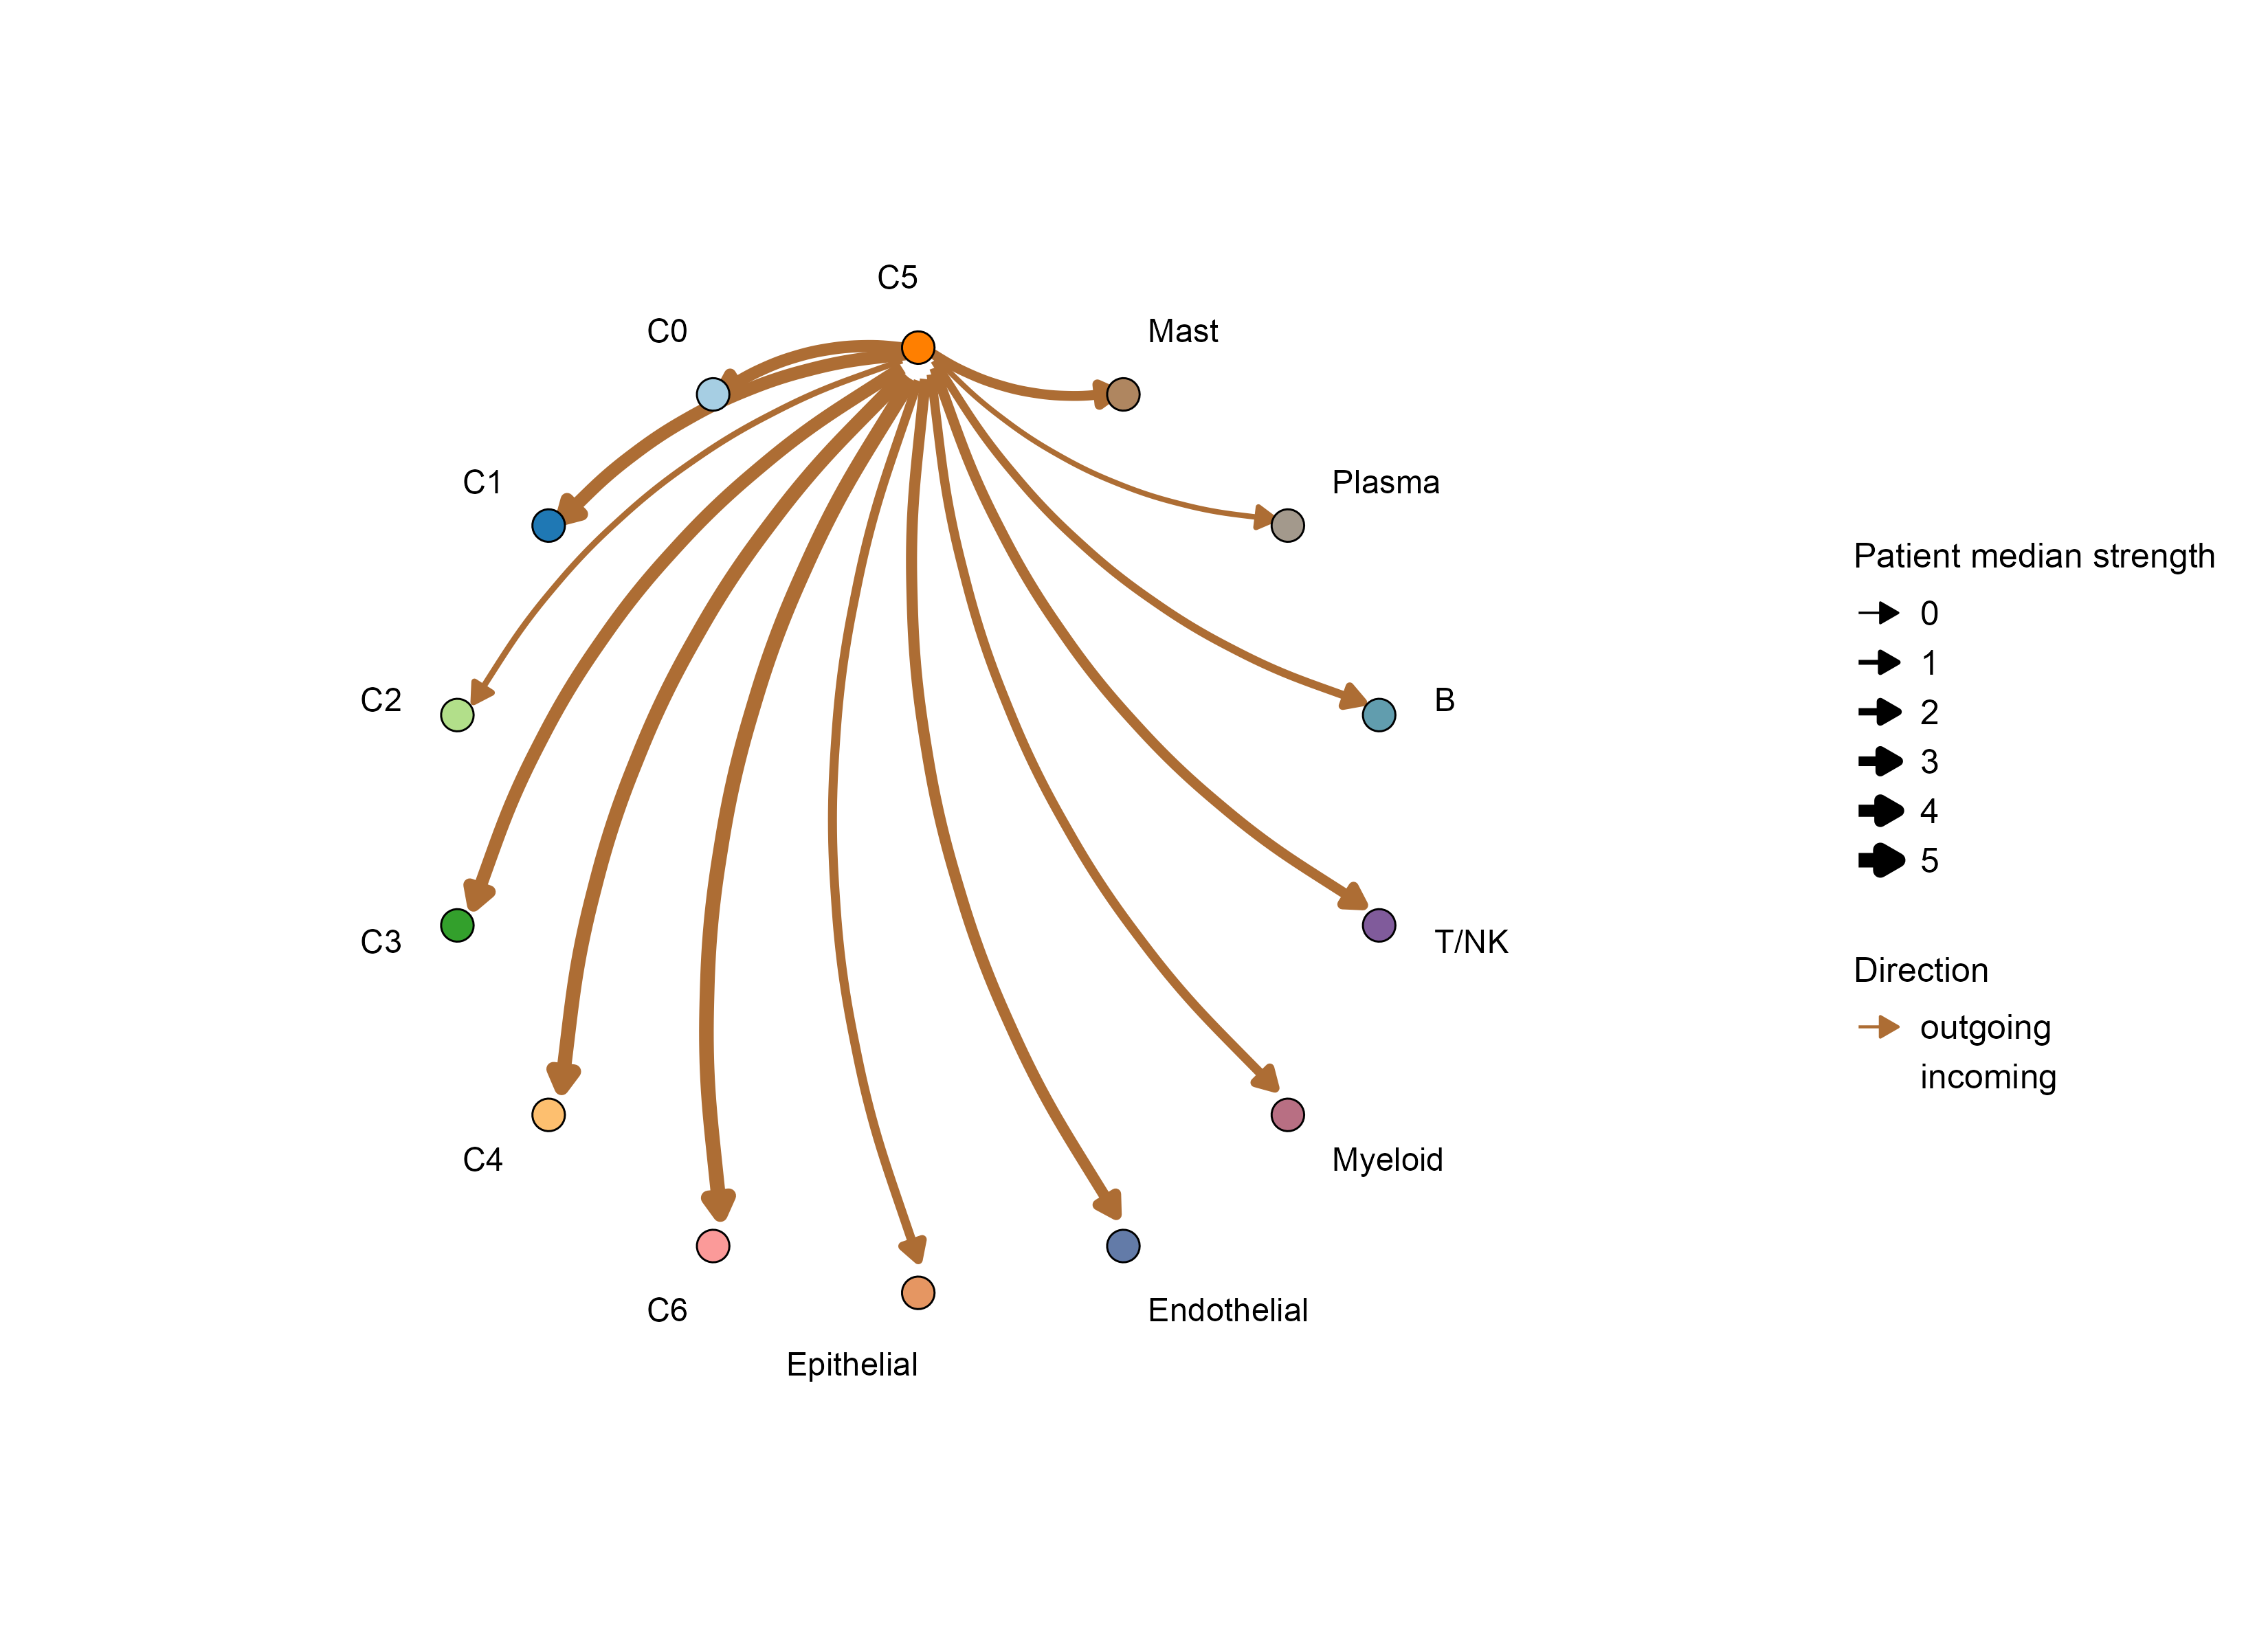 C5
C0
Mast
C1
Plasma
C2
B
C3
T/NK
C4
Myeloid
C6
Endothelial
Epithelial
Patient median strength
0
1
2
3
4
5
Direction
outgoing
incoming